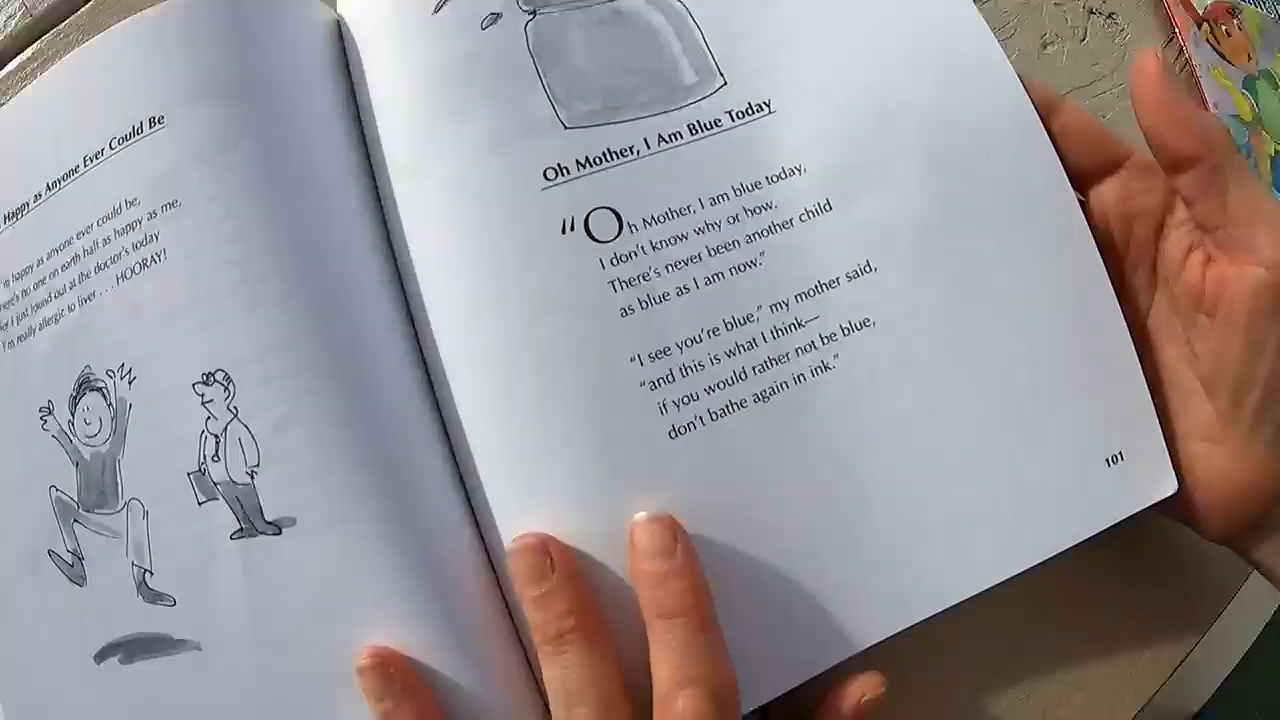 Happy as Anyone Ever Could Be
I'm happy as anyone ever could be,
there's no one on earth half as happy as me,
for I just found out at the doctor's today
I'm really allergic to liver . . . HOORAY!
Oh Mother, I Am Blue Today
"Oh Mother, I am blue today,
I don't know why or how.
There's never been another child
as blue as I am now."
"I see you're blue," my mother said,
"and this is what I think—
if you would rather not be blue,
don't bathe again in ink."
101